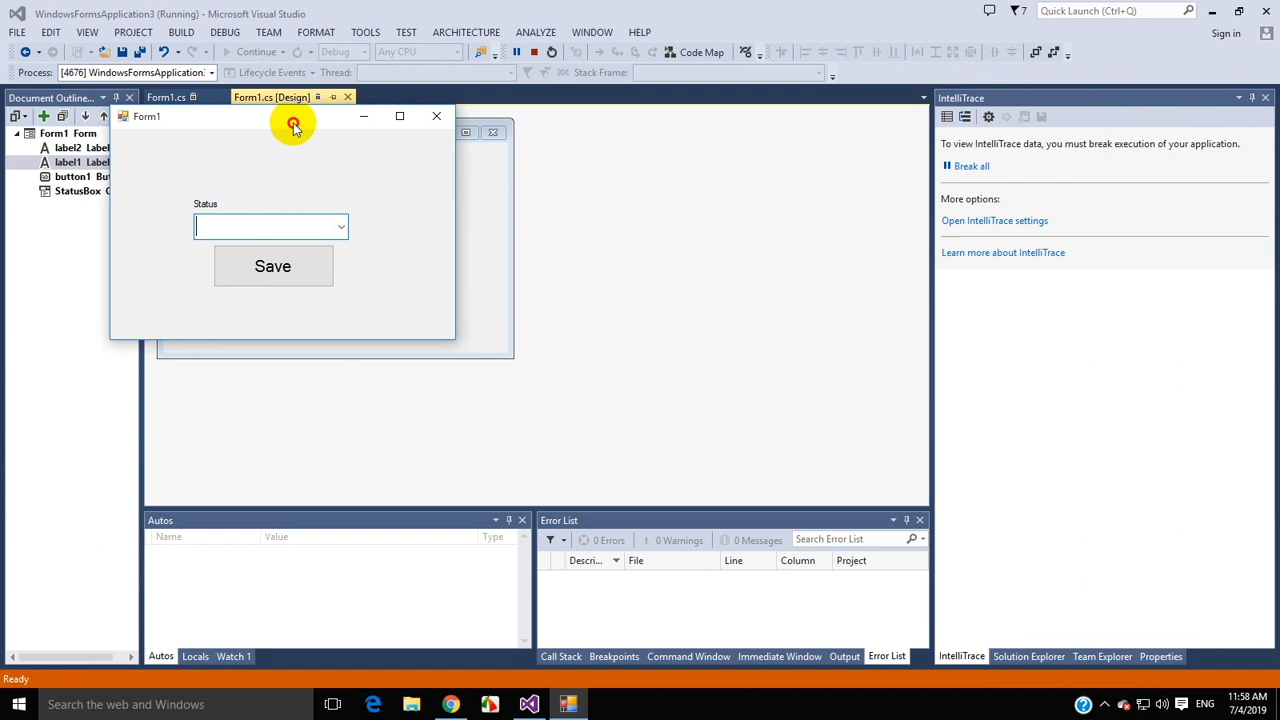 WindowsFormsApplication3 (Running) - Microsoft Visual Studio
7
Quick Launch (Ctrl+Q)
FILE EDIT VIEW PROJECT BUILD DEBUG TEAM FORMAT TOOLS TEST ARCHITECTURE ANALYZE WINDOW HELP
Sign in
Continue
Debug
Any CPU
Code Map
Process: [4676] WindowsFormsApplication:
Lifecycle Events
Thread:
Stack Frame:
Document Outline...
Form1.cs
Form1.cs [Design]
IntelliTrace
Form1
Form1 Form
label2 Label
label1 Label
button1 But
StatusBox
Status
Save
To view IntelliTrace data, you must break execution of your application.
Break all
More options:
Open IntelliTrace settings
Learn more about IntelliTrace
Autos
Name Value Type
Error List
0 Errors
0 Warnings
0 Messages
Search Error List
Descri... File Line Column Project
Autos Locals Watch 1
Call Stack Breakpoints Command Window Immediate Window Output Error List
IntelliTrace Solution Explorer Team Explorer Properties
Ready
Search the web and Windows
ENG
11:58 AM
7/4/2019